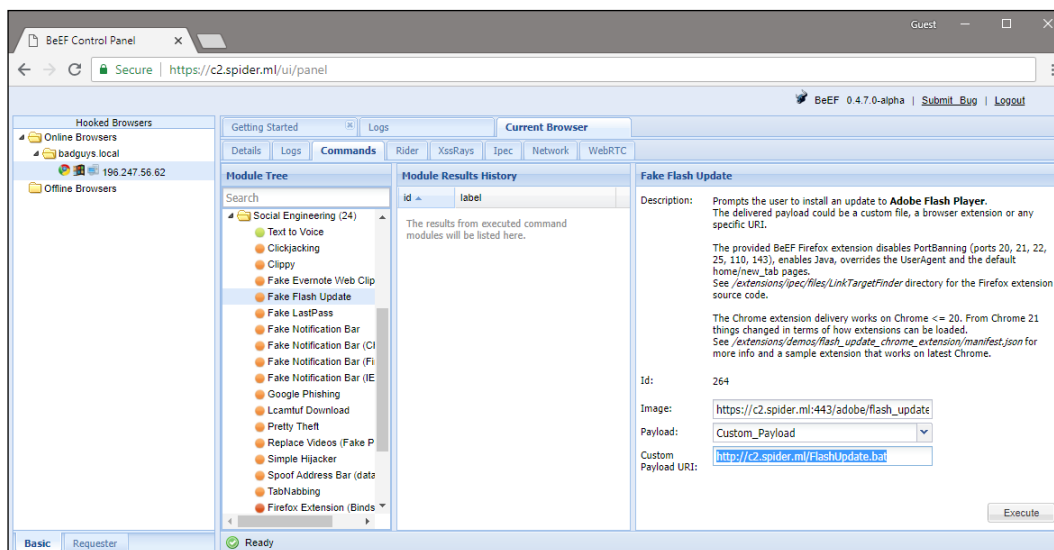 Guest
BeEF Control Panel
Secure | https://c2.spider.ml/ui/panel
BeEF 0.4.7.0-alpha | Submit Bug | Logout
Hooked Browsers
Online Browsers
badguys.local
196.247.56.62
Offline Browsers
Basic Requester
Getting Started Logs Current Browser
Details Logs Commands Rider XssRays Ipec Network WebRTC
Module Tree
Search
Social Engineering (24)
Text to Voice
Clickjacking
Clippy
Fake Evernote Web Clip
Fake Flash Update
Fake LastPass
Fake Notification Bar
Fake Notification Bar (Cl
Fake Notification Bar (Fi
Fake Notification Bar (IE
Google Phishing
Lcamtuf Download
Pretty Theft
Replace Videos (Fake P
Simple Hijacker
Spoof Address Bar (data
TabNabbing
Firefox Extension (Binds
Module Results History
id label
The results from executed command
modules will be listed here.
Fake Flash Update
Description: Prompts the user to install an update to Adobe Flash Player.
The delivered payload could be a custom file, a browser extension or any
specific URI.
The provided BeEF Firefox extension disables PortBanning (ports 20, 21, 22,
25, 110, 143), enables Java, overrides the UserAgent and the default
home/new_tab pages.
See /extensions/ipec/files/LinkTargetFinder directory for the Firefox extension
source code.
The Chrome extension delivery works on Chrome <= 20. From Chrome 21
things changed in terms of how extensions can be loaded.
See /extensions/demos/flash_update_chrome_extension/manifest.json for
more info and a sample extension that works on latest Chrome.
Id: 264
Image: https://c2.spider.ml:443/adobe/flash_update
Payload: Custom_Payload
Custom
Payload URI: http://c2.spider.ml/FlashUpdate.bat
Execute
Ready